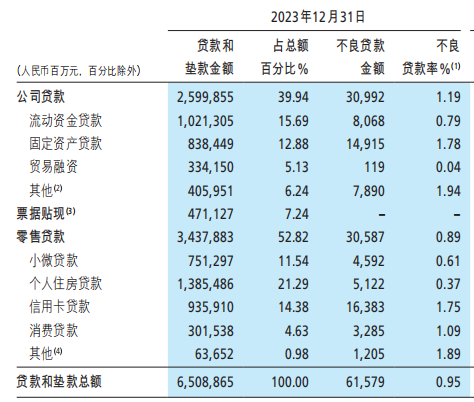 2023年12月31日
贷款和 占总额 不良贷款 不良
(人民币百万元，百分比除外) 垫款金额 百分比% 金额 贷款率%(1)
公司贷款 2,599,855 39.94 30,992 1.19
流动资金贷款 1,021,305 15.69 8,068 0.79
固定资产贷款 838,449 12.88 14,915 1.78
贸易融资 334,150 5.13 119 0.04
其他(2) 405,951 6.24 7,890 1.94
票据贴现(3) 471,127 7.24 – –
零售贷款 3,437,883 52.82 30,587 0.89
小微贷款 751,297 11.54 4,592 0.61
个人住房贷款 1,385,486 21.29 5,122 0.37
信用卡贷款 935,910 14.38 16,383 1.75
消费贷款 301,538 4.63 3,285 1.09
其他(4) 63,652 0.98 1,205 1.89
贷款和垫款总额 6,508,865 100.00 61,579 0.95